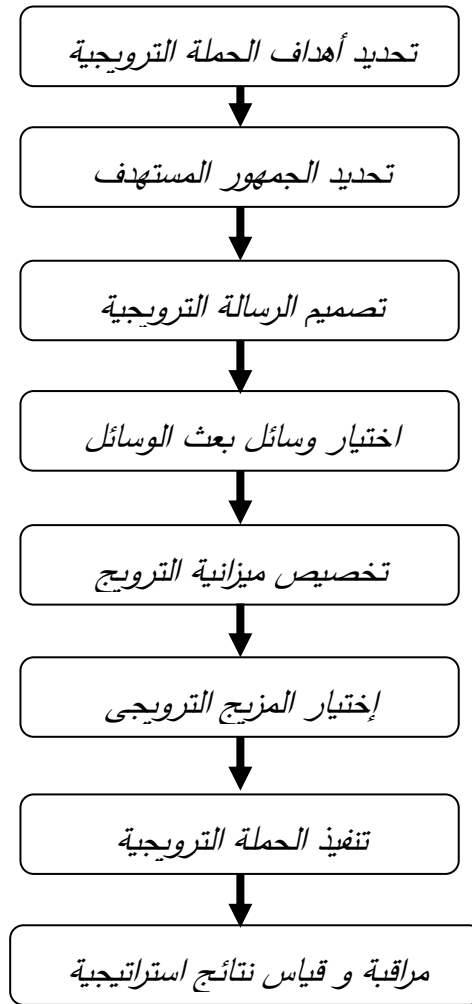 تحديد أهداف الحملة الترويجية
تحديد الجمهور المستهدف
تصميم الرسالة الترويجية
اختيار وسائل بعث الوسائل
تخصيص ميزانية الترويج
إختيار المزيج الترويجى
تنفيذ الحملة الترويجية
مراقبة و قياس نتائج استراتيجية